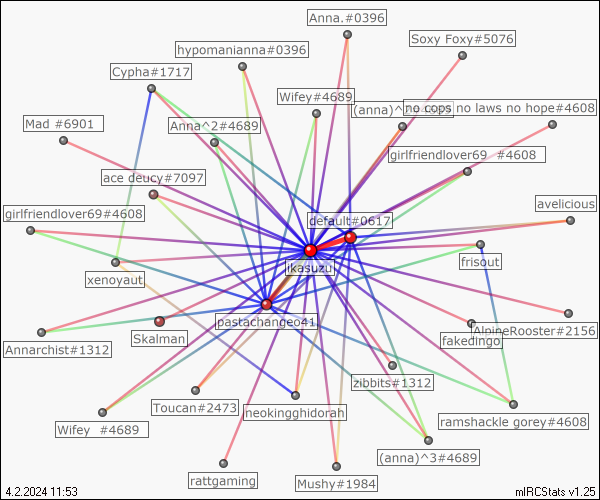 Anna.#0396
Soxy Foxy#5076
hypomanianna#0396
Cypha#1717
Wifey#4689
(anna)^
no cops no laws no hope#4608
Mad #6901
Anna^2#4689
girlfriendlover69 #4608
ace deucy#7097
avelicious
girlfriendlover69#4608
default#0617
frisout
ikasuzu
xenoyaut
pastachange041
AlpineRooster#2156
Skalman
fakedingo
Annarchist#1312
zibbits#1312
Toucan#2473
neokingghidorah
ramshackle gorey#4608
Wifey #4689
(anna)^3#4689
rattgaming
Mushy#1984
4.2.2024 11:53
mIRCStats v1.25